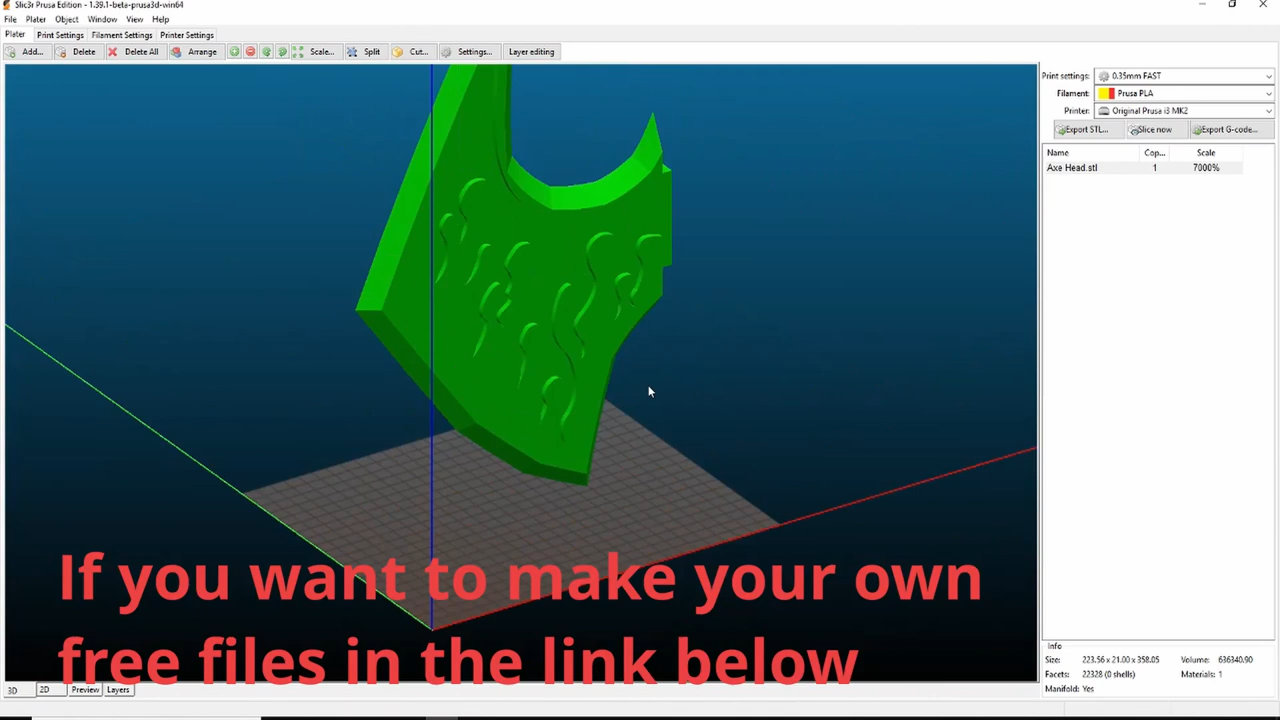 Slic3r Prusa Edition - 1.39.1-beta-prusa3d-win64
File Plater Object Window View Help
Plater Print Settings Filament Settings Printer Settings
Add... Delete Delete All Arrange Scale... Split Cut... Settings... Layer editing
Print settings: 0.35mm FAST
Filament: Prusa PLA
Printer: Original Prusa i3 MK2
Export STL... Slice now Export G-code...
Name Cop... Scale
Axe Head.stl 1 7000%
If you want to make your own
free files in the link below
Info
Size: 223.56 x 21.00 x 358.05 Volume: 636340.90
Facets: 22328 (0 shells) Materials: 1
Manifold: Yes
3D 2D Preview Layers